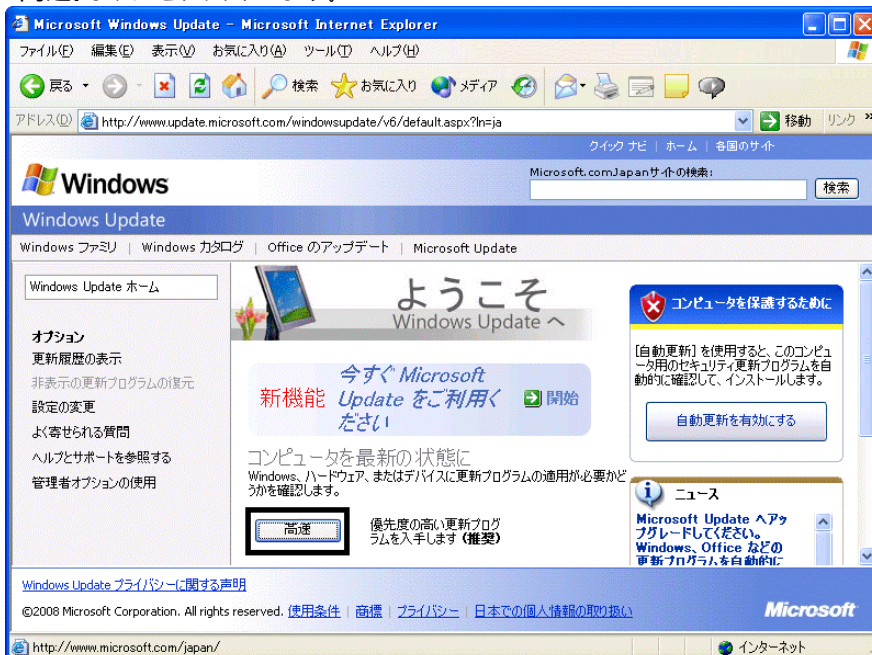 Microsoft Windows Update - Microsoft Internet Explorer
ファイル(F) 編集(E) 表示(V) お気に入り(A) ツール(T) ヘルプ(H)
戻る 検索 お気に入り メディア
アドレス(D) http://www.update.microsoft.com/windowsupdate/v6/default.aspx?ln=ja 移動 リンク »
クイック ナビ | ホーム | 各国のサイト
Windows
Microsoft.comJapanサイトの検索:
検索
Windows Update
Windows ファミリ | Windows カタログ | Office のアップデート | Microsoft Update
Windows Update ホーム
オプション
更新履歴の表示
非表示の更新プログラムの復元
設定の変更
よく寄せられる質問
ヘルプとサポートを参照する
管理者オプションの使用
ようこそ
Windows Update へ
新機能
今すぐ Microsoft
Update をご利用く
ださい
開始
コンピュータを最新の状態に
Windows、ハードウェア、またはデバイスに更新プログラムの適用が必要かど
うかを確認します。
高速
優先度の高い更新プログ
ラムを入手します (推奨)
コンピュータを保護するために
[自動更新] を使用すると、このコンピュ
ータ用のセキュリティ更新プログラムを自
動的に確認して、インストールします。
自動更新を有効にする
ニュース
Microsoft Update へアッ
プグレードしてください。
Windows、Office などの
更新プログラムを自動的に
Windows Update プライバシーに関する声明
©2008 Microsoft Corporation. All rights reserved. 使用条件 | 商標 | プライバシー | 日本での個人情報の取り扱い
Microsoft
http://www.microsoft.com/japan/ インターネット